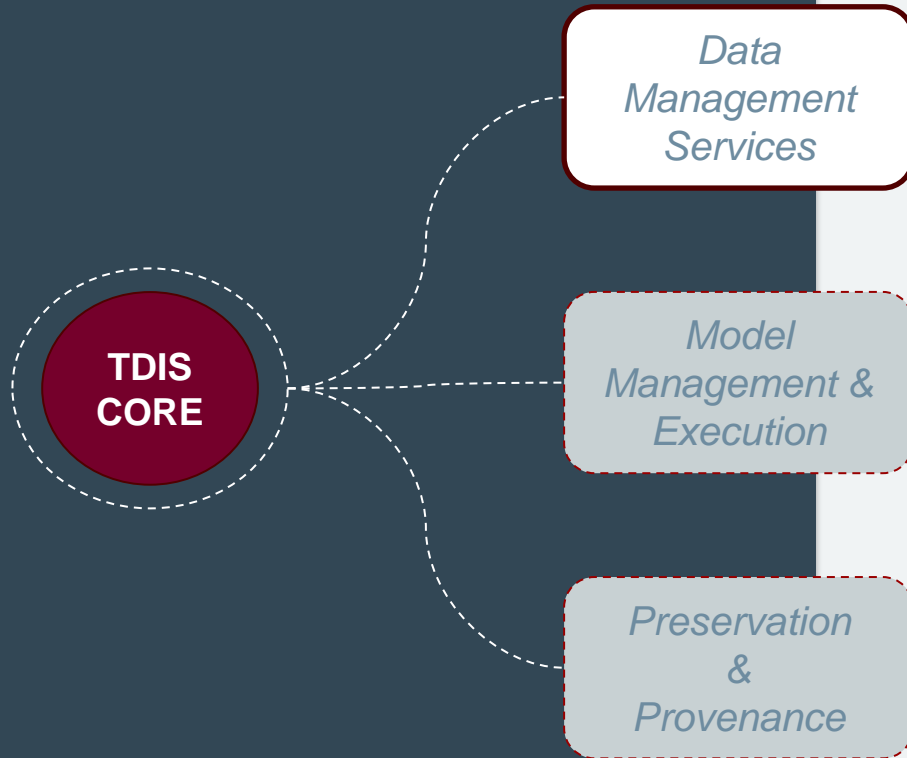 Data
Management
Services
TDIS
CORE
Model
Management &
Execution
Preservation
&
Provenance